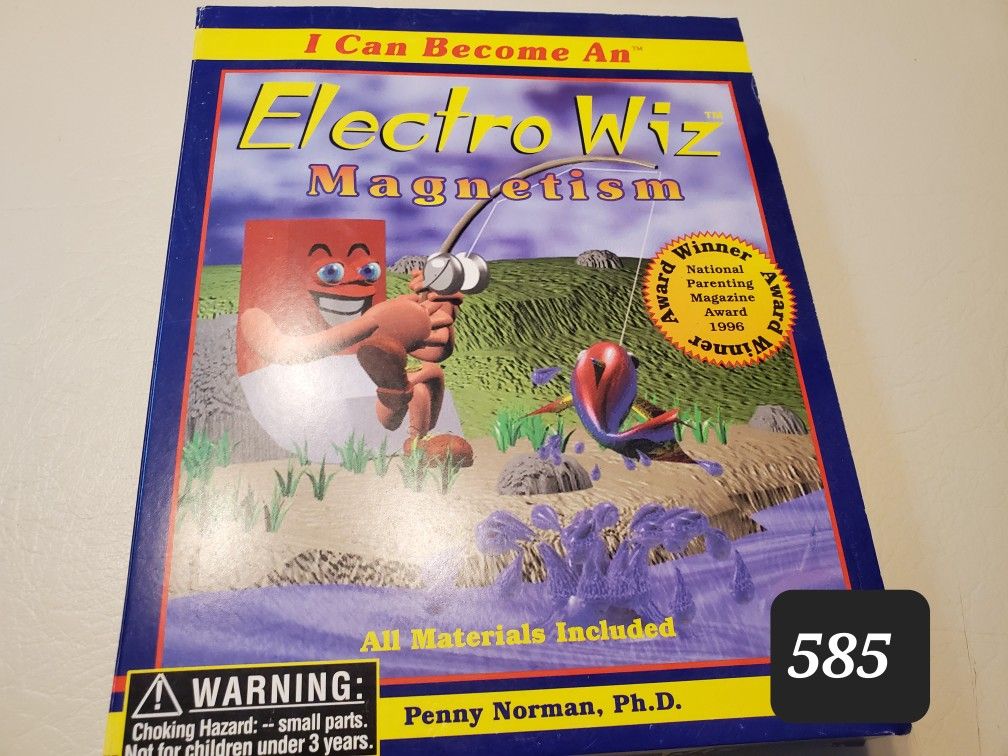 I Can Become An™
Electro Wiz™
Magnetism
Award Winner
National
Parenting
Magazine
Award
1996
Award Winner
All Materials Included
585
WARNING:
Choking Hazard: -- small parts.
Not for children under 3 years.
Penny Norman, Ph.D.